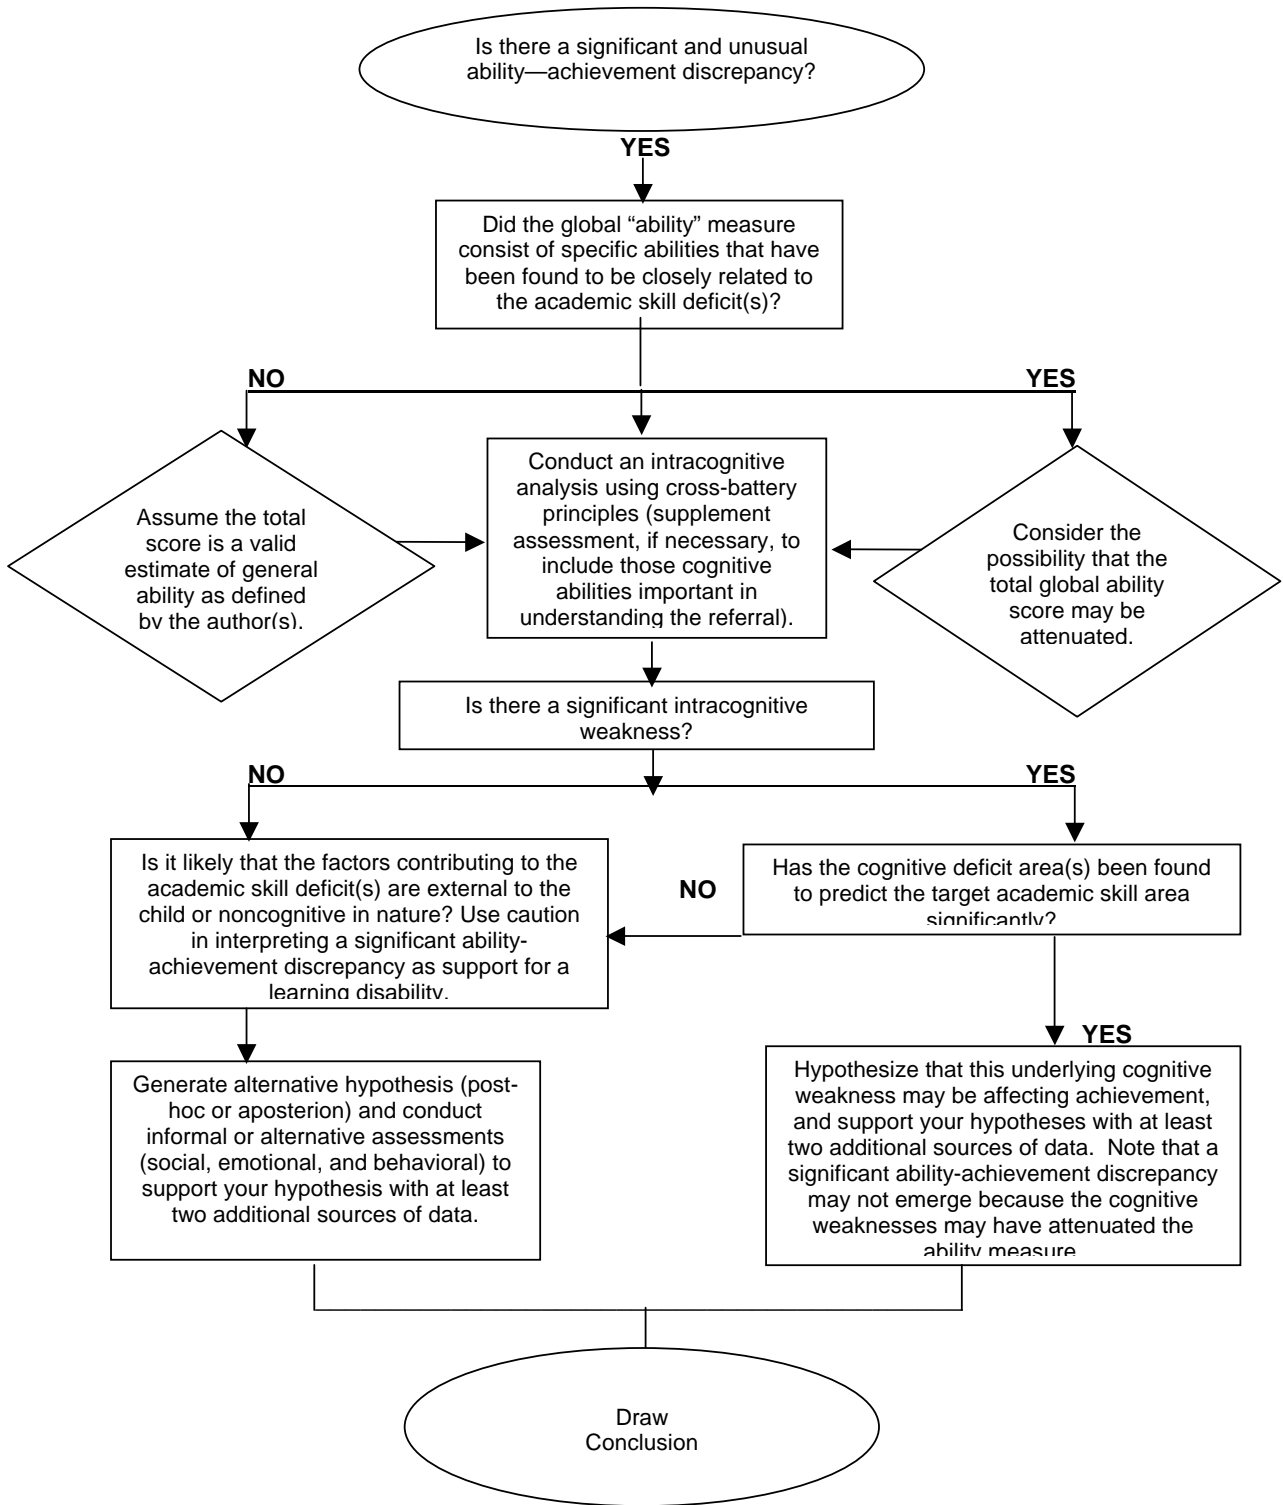 Is there a significant and unusual
ability—achievement discrepancy?
YES
Did the global “ability” measure
consist of specific abilities that have
been found to be closely related to
the academic skill deficit(s)?
NO
YES
Assume the total
score is a valid
estimate of general
ability as defined
by the author(s).
Conduct an intracognitive
analysis using cross-battery
principles (supplement
assessment, if necessary, to
include those cognitive
abilities important in
understanding the referral).
Consider the
possibility that the
total global ability
score may be
attenuated.
Is there a significant intracognitive
weakness?
NO
YES
Is it likely that the factors contributing to the
academic skill deficit(s) are external to the
child or noncognitive in nature? Use caution
in interpreting a significant ability-
achievement discrepancy as support for a
learning disability.
NO
Has the cognitive deficit area(s) been found
to predict the target academic skill area
significantly?
YES
Generate alternative hypothesis (post-
hoc or aposterion) and conduct
informal or alternative assessments
(social, emotional, and behavioral) to
support your hypothesis with at least
two additional sources of data.
Hypothesize that this underlying cognitive
weakness may be affecting achievement,
and support your hypotheses with at least
two additional sources of data.  Note that a
significant ability-achievement discrepancy
may not emerge because the cognitive
weaknesses may have attenuated the
ability measure
Draw
Conclusion